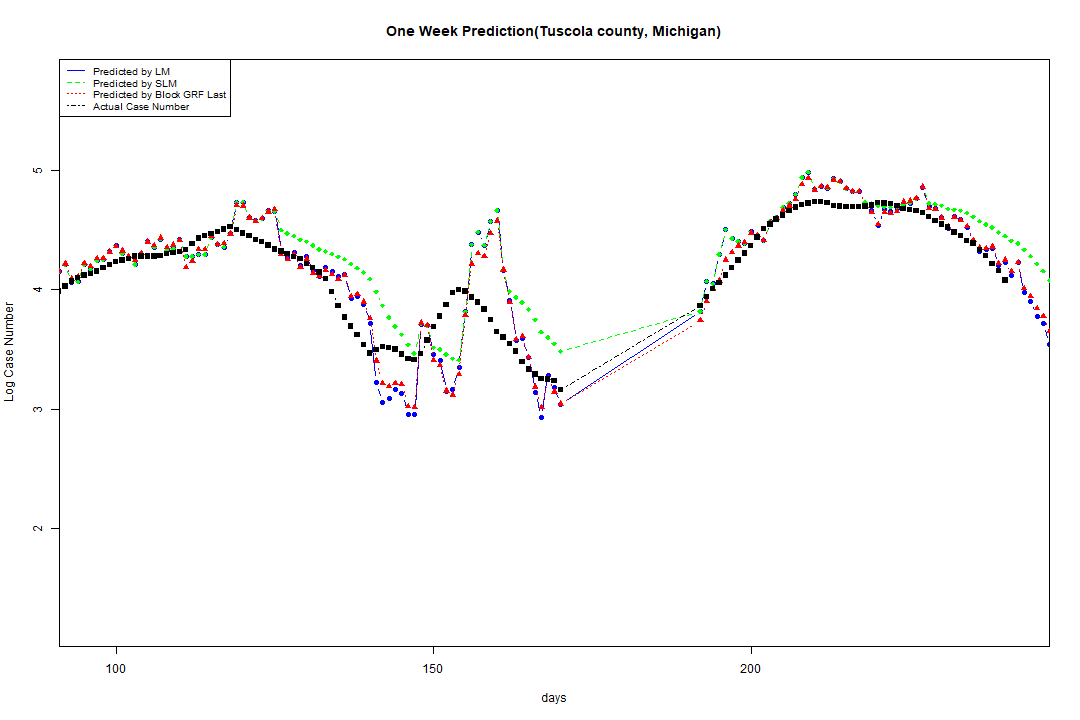 One Week Prediction(Tuscola county, Michigan)
Predicted by LM
Predicted by SLM
Predicted by Block GRF Last
Actual Case Number
5
4
3
2
Log Case Number
100 150 200
days